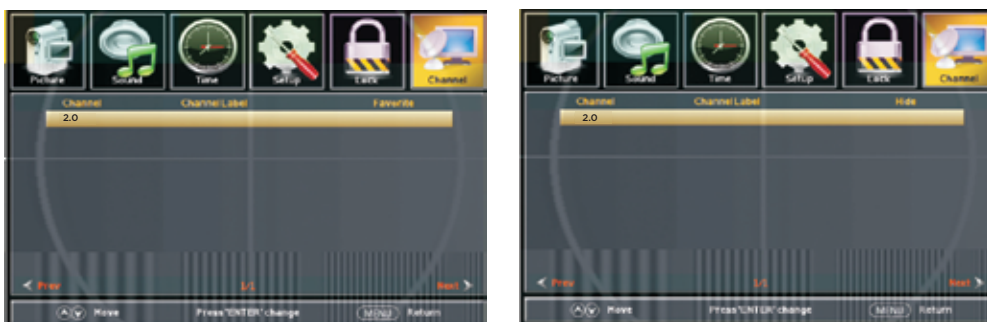 Picture Sound Time Setup Lock Channel
Channel Channel Label Favorite
2.0
Prev 1/1 Next
Move Press 'ENTER' change MENU Return
Picture Sound Time Setup Lock Channel
Channel Channel Label Hide
2.0
Prev 1/1 Next
Move Press 'ENTER' change MENU Return